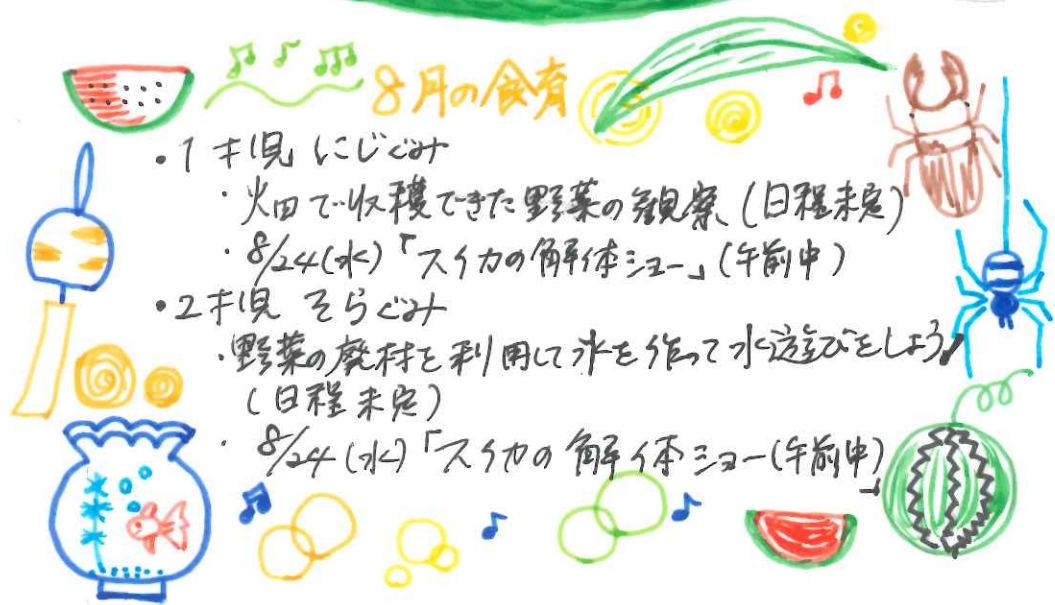 8月の食育
・1才児 にじぐみ
・畑で収穫できた野菜の観察(日程未定)
・8/24(水)「スイカの解体ショー」(午前中)
・2才児 そらぐみ
・野菜の廃材を利用して氷を作って水遊びをしよう♪
(日程未定)
・8/24(水)「スイカの解体ショー(午前中)」